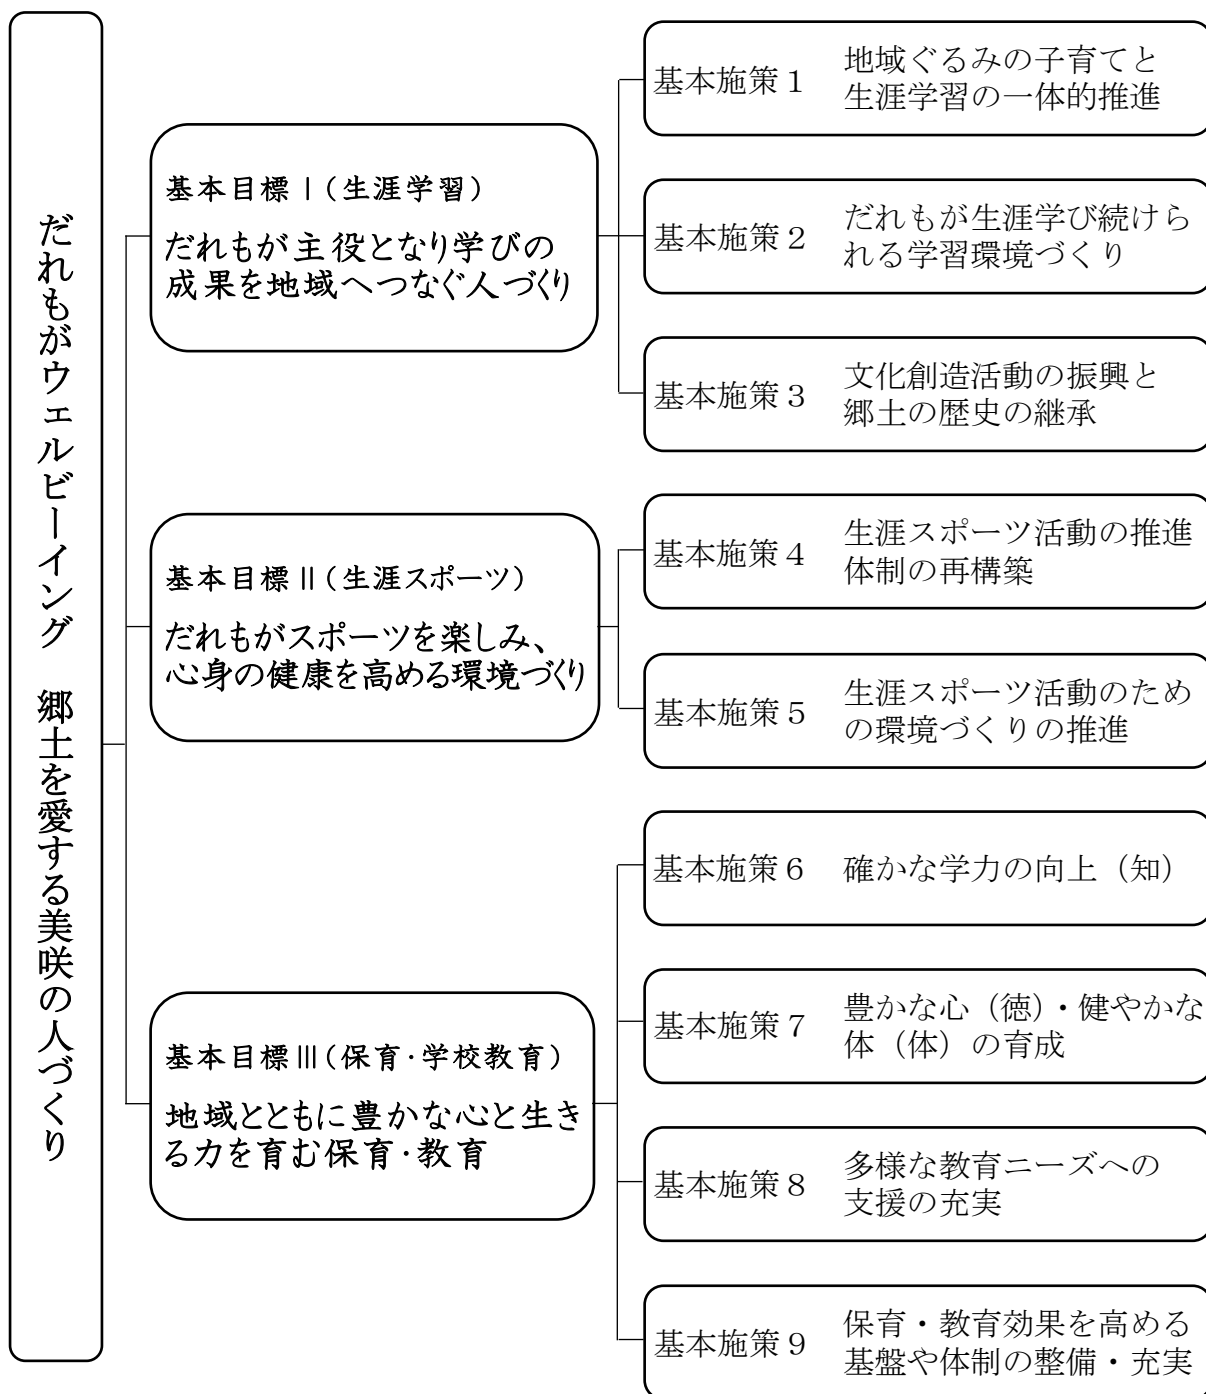 だれもがウェルビーイング　郷土を愛する美咲の人づくり
基本目標Ⅰ（生涯学習）
だれもが主役となり学びの
成果を地域へつなぐ人づくり
基本施策１
地域ぐるみの子育てと
生涯学習の一体的推進
基本施策２
だれもが生涯学び続けら
れる学習環境づくり
基本施策３
文化創造活動の振興と
郷土の歴史の継承
基本目標Ⅱ（生涯スポーツ）
だれもがスポーツを楽しみ、
心身の健康を高める環境づくり
基本施策４
生涯スポーツ活動の推進
体制の再構築
基本施策５
生涯スポーツ活動のため
の環境づくりの推進
基本目標Ⅲ（保育・学校教育）
地域とともに豊かな心と生き
る力を育む保育・教育
基本施策６
確かな学力の向上（知）
基本施策７
豊かな心（徳）・健やかな
体（体）の育成
基本施策８
多様な教育ニーズへの
支援の充実
基本施策９
保育・教育効果を高める
基盤や体制の整備・充実